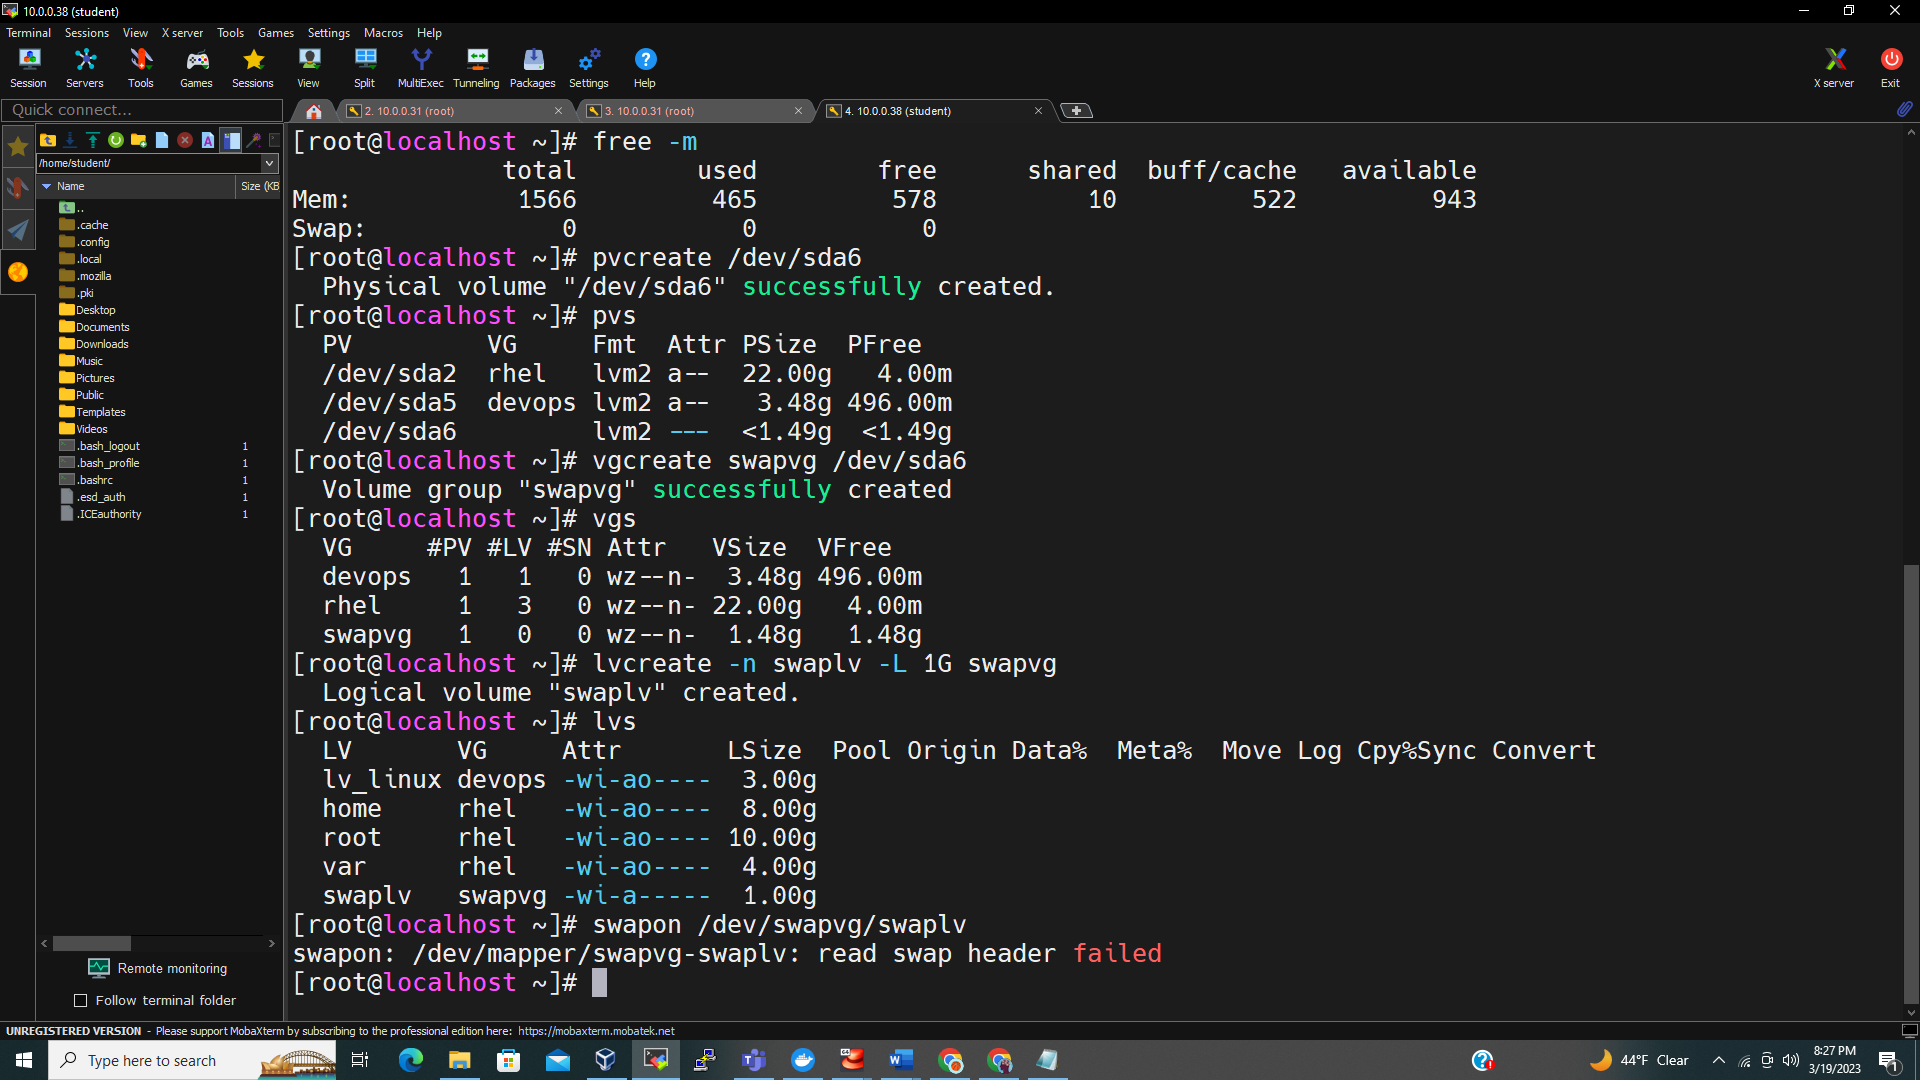 10.0.0.38 (student)
Terminal Sessions View X server Tools Games Settings Macros Help
Session Servers Tools Games Sessions View Split MultiExec Tunneling Packages Settings Help X server Exit
Quick connect...
2. 10.0.0.31 (root)
3. 10.0.0.31 (root)
4. 10.0.0.38 (student)
/home/student/
Name Size (KB
..
.cache
.config
.local
.mozilla
.pki
Desktop
Documents
Downloads
Music
Pictures
Public
Templates
Videos
.bash_logout 1
.bash_profile 1
.bashrc 1
.esd_auth 1
.ICEauthority 1
Remote monitoring
Follow terminal folder
[root@localhost ~]# free -m
total used free shared buff/cache available
Mem: 1566 465 578 10 522 943
Swap: 0 0 0
[root@localhost ~]# pvcreate /dev/sda6
Physical volume "/dev/sda6" successfully created.
[root@localhost ~]# pvs
PV VG Fmt Attr PSize PFree
/dev/sda2 rhel lvm2 a-- 22.00g 4.00m
/dev/sda5 devops lvm2 a-- 3.48g 496.00m
/dev/sda6 lvm2 --- <1.49g <1.49g
[root@localhost ~]# vgcreate swapvg /dev/sda6
Volume group "swapvg" successfully created
[root@localhost ~]# vgs
VG #PV #LV #SN Attr VSize VFree
devops 1 1 0 wz--n- 3.48g 496.00m
rhel 1 3 0 wz--n- 22.00g 4.00m
swapvg 1 0 0 wz--n- 1.48g 1.48g
[root@localhost ~]# lvcreate -n swaplv -L 1G swapvg
Logical volume "swaplv" created.
[root@localhost ~]# lvs
LV VG Attr LSize Pool Origin Data% Meta% Move Log Cpy%Sync Convert
lv_linux devops -wi-ao---- 3.00g
home rhel -wi-ao---- 8.00g
root rhel -wi-ao---- 10.00g
var rhel -wi-ao---- 4.00g
swaplv swapvg -wi-a----- 1.00g
[root@localhost ~]# swapon /dev/swapvg/swaplv
swapon: /dev/mapper/swapvg-swaplv: read swap header failed
[root@localhost ~]#
UNREGISTERED VERSION - Please support MobaXterm by subscribing to the professional edition here: https://mobaxterm.mobatek.net
Type here to search
44°F Clear
8:27 PM
3/19/2023
1